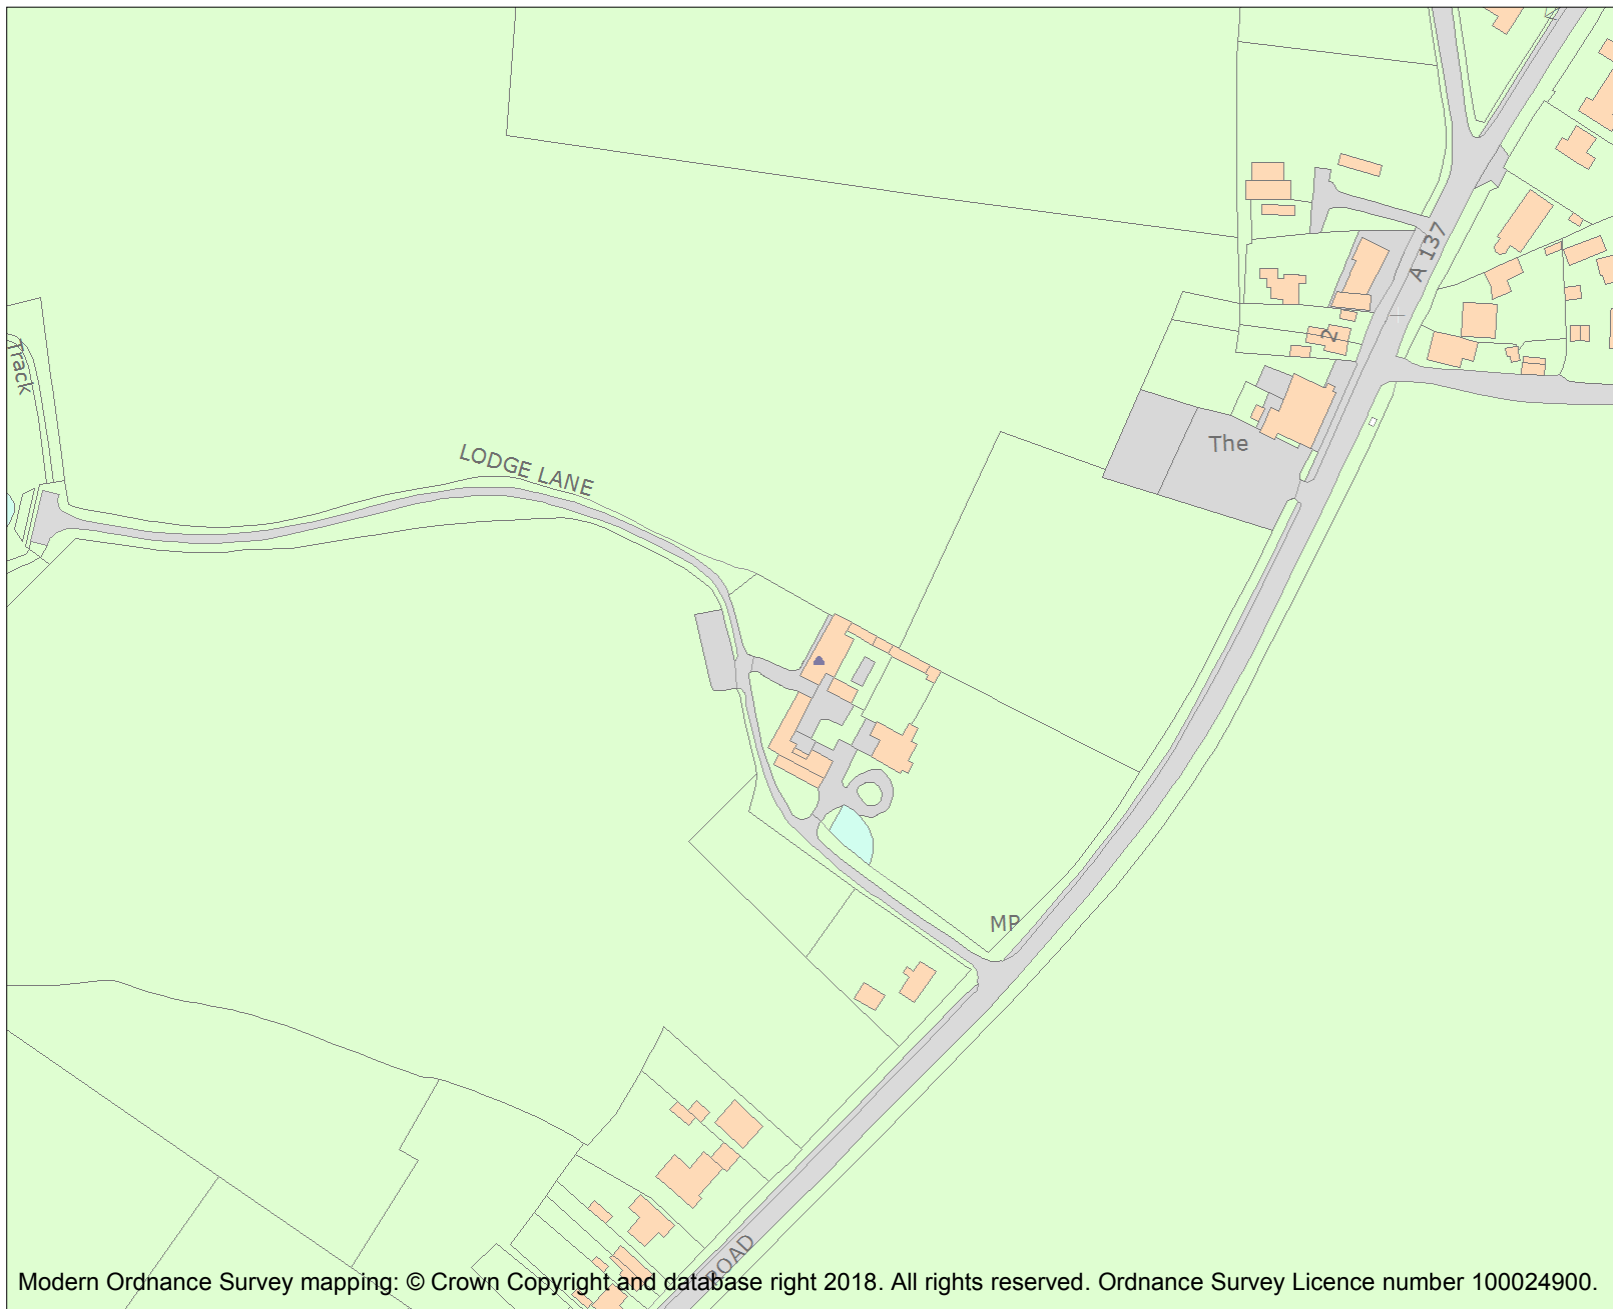 A 137
Track
2
The
LODGE LANE
MP
ROAD
Modern Ordnance Survey mapping: © Crown Copyright and database right 2018. All rights reserved. Ordnance Survey Licence number 100024900.